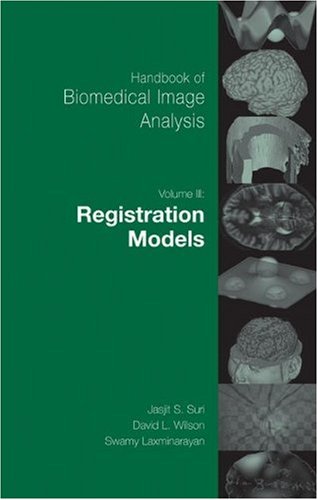 Handbook of
Biomedical Image
Analysis
Volume III:
Registration
Models
Jasjit S. Suri
David L. Wilson
Swamy Laxminarayan